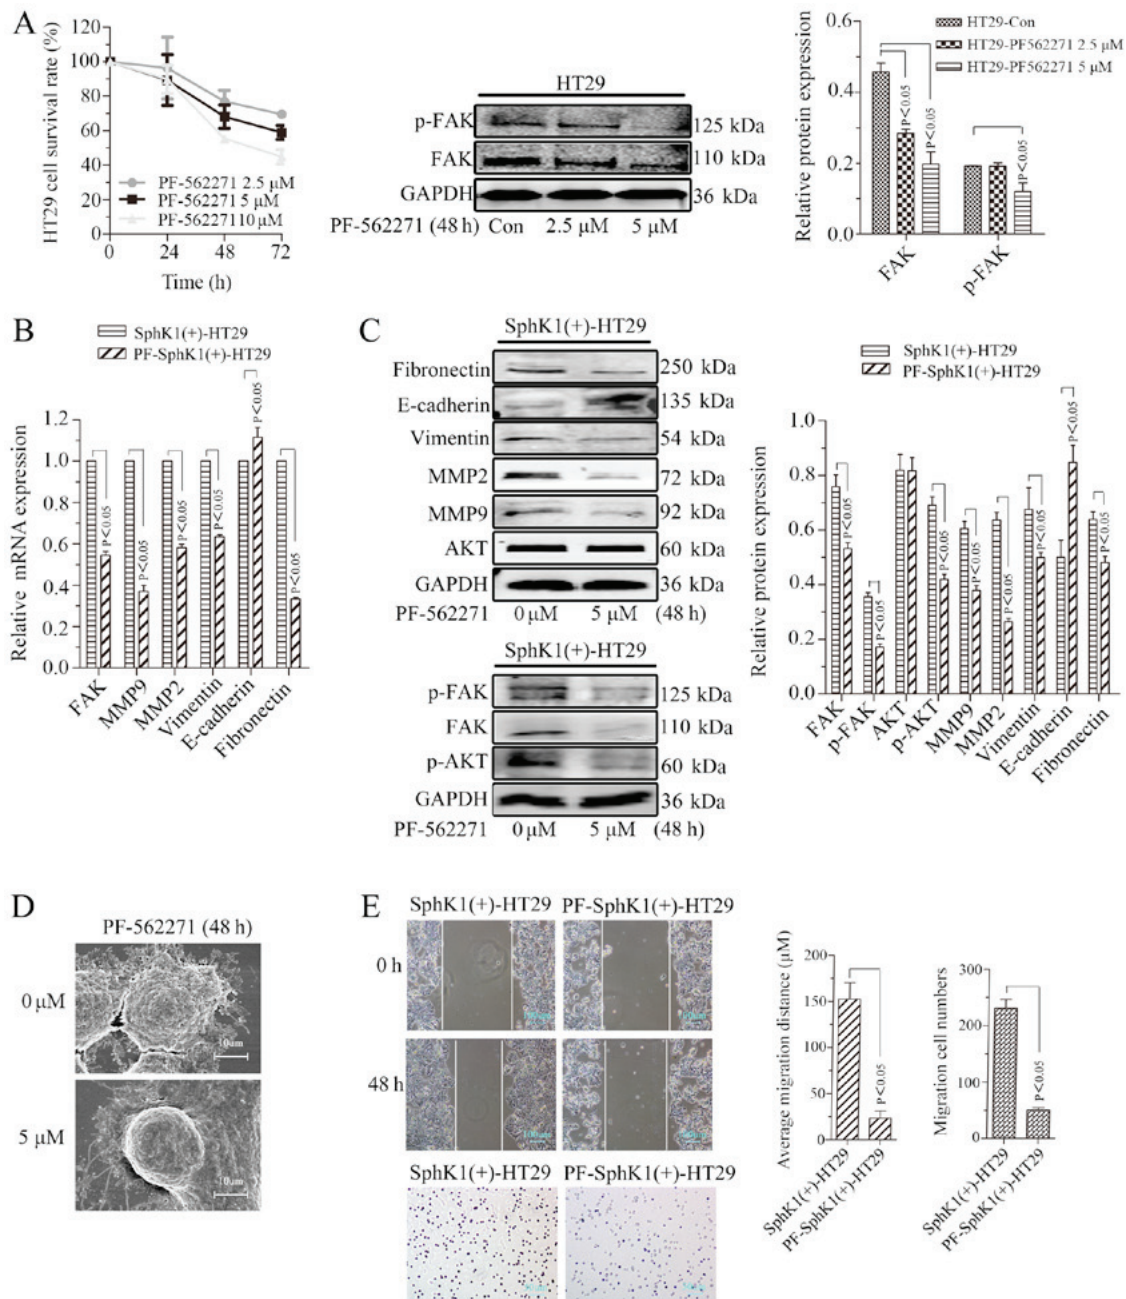 A
HT29 cell survival rate (%)
120
100
80
60
40
20
0
PF-562271 2.5 μM
PF-562271 5 μM
PF-56227110 μM
0 24 48 72
Time (h)
HT29
p-FAK 125 kDa
FAK 110 kDa
GAPDH 36 kDa
PF-562271 (48 h) Con 2.5 μM 5 μM
Relative protein expression
0.6
0.4
0.2
0.0
HT29-Con
HT29-PF562271 2.5 μM
HT29-PF562271 5 μM
P<0.05
P<0.05
P<0.05
FAK
p-FAK
B
SphK1(+)-HT29
PF-SphK1(+)-HT29
Relative mRNA expression
1.2
1.0
0.8
0.6
0.4
0.2
0.0
P<0.05
P<0.05
P<0.05
P<0.05
P<0.05
P<0.05
FAK
MMP9
MMP2
Vimentin
E-cadherin
Fibronectin
C
SphK1(+)-HT29
Fibronectin 250 kDa
E-cadherin 135 kDa
Vimentin 54 kDa
MMP2 72 kDa
MMP9 92 kDa
AKT 60 kDa
GAPDH 36 kDa
PF-562271 0 μM 5 μM (48 h)
SphK1(+)-HT29
p-FAK 125 kDa
FAK 110 kDa
p-AKT 60 kDa
GAPDH 36 kDa
PF-562271 0 μM 5 μM (48 h)
SphK1(+)-HT29
PF-SphK1(+)-HT29
Relative protein expression
1.0
0.8
0.6
0.4
0.2
0.0
P<0.05
P<0.05
P<0.05
P<0.05
P<0.05
P<0.05
P<0.05
P<0.05
FAK
p-FAK
AKT
p-AKT
MMP9
MMP2
Vimentin
E-cadherin
Fibronectin
D
PF-562271 (48 h)
0 μM
5 μM
E
SphK1(+)-HT29 PF-SphK1(+)-HT29
0 h
48 h
SphK1(+)-HT29 PF-SphK1(+)-HT29
Average migration distance (μM)
200
150
100
50
0
P<0.05
SphK1(+)-HT29
PF-SphK1(+)-HT29
Migration cell numbers
300
200
100
0
P<0.05
SphK1(+)-HT29
PF-SphK1(+)-HT29